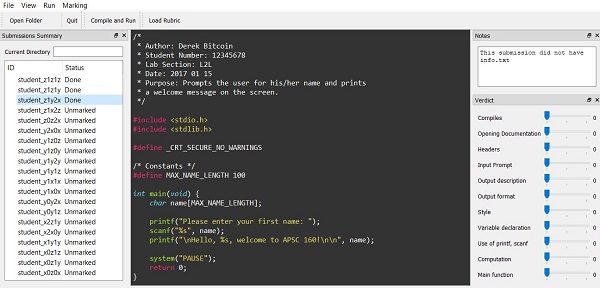 File View Run Marking
Open Folder Quit Compile and Run Load Rubric
Submissions Summary
Current Directory
ID Status
student_z1z1z Done
student_z1z1y Done
student_z1y2x Done
student_z1x2z Unmarked
student_z0z2x Unmarked
student_y2x0x Unmarked
student_y1z0z Unmarked
student_y1z0y Unmarked
student_y1y2y Unmarked
student_y1y1z Unmarked
student_y1x1x Unmarked
student_y1x0x Unmarked
student_y0y2x Unmarked
student_y0y1z Unmarked
student_x2z1y Unmarked
student_x2x0y Unmarked
student_x1y1y Unmarked
student_x1x1z Unmarked
student_x0z1y Unmarked
student_x0z0x Unmarked
/*
* Author: Derek Bitcoin
* Student Number: 12345678
* Lab Section: L2L
* Date: 2017 01 15
* Purpose: Prompts the user for his/her name and prints
* a welcome message on the screen.
*/
#include <stdio.h>
#include <stdlib.h>
#define _CRT_SECURE_NO_WARNINGS
/* Constants */
#define MAX_NAME_LENGTH 100
int main(void) {
char name[MAX_NAME_LENGTH];
printf("Please enter your first name: ");
scanf("%s", name);
printf("\nHello, %s, welcome to APSC 160!\n\n", name);
system("PAUSE");
return 0;
}
Notes
This submission did not have
info.txt
Verdict
Compiles 0
Opening Documentation 0
Headers 0
Input Prompt 0
Output description 0
Output format 0
Style 0
Variable declaration 0
Use of printf, scanf 0
Computation 0
Main function 0